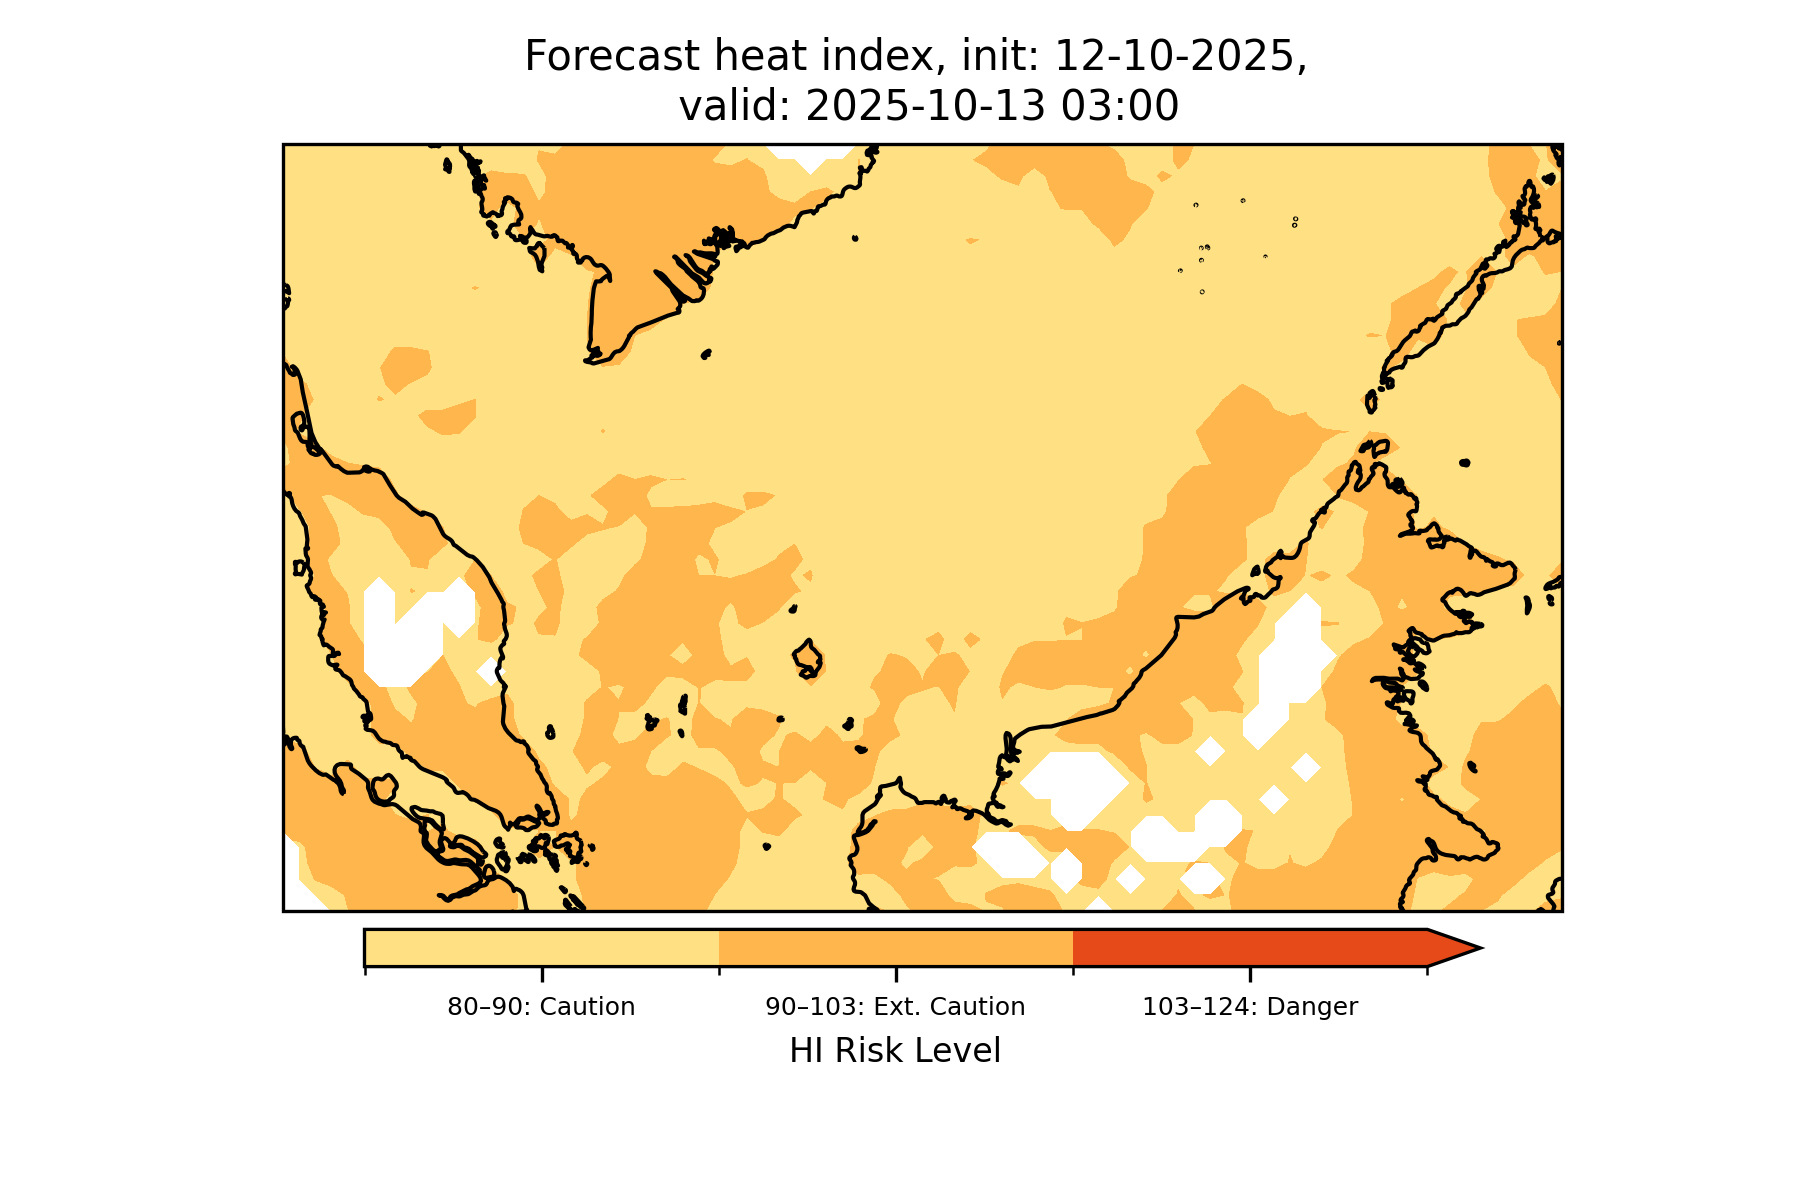 Forecast heat index, init: 12-10-2025,
valid: 2025-10-13 03:00
80–90: Caution
90–103: Ext. Caution
103–124: Danger
HI Risk Level